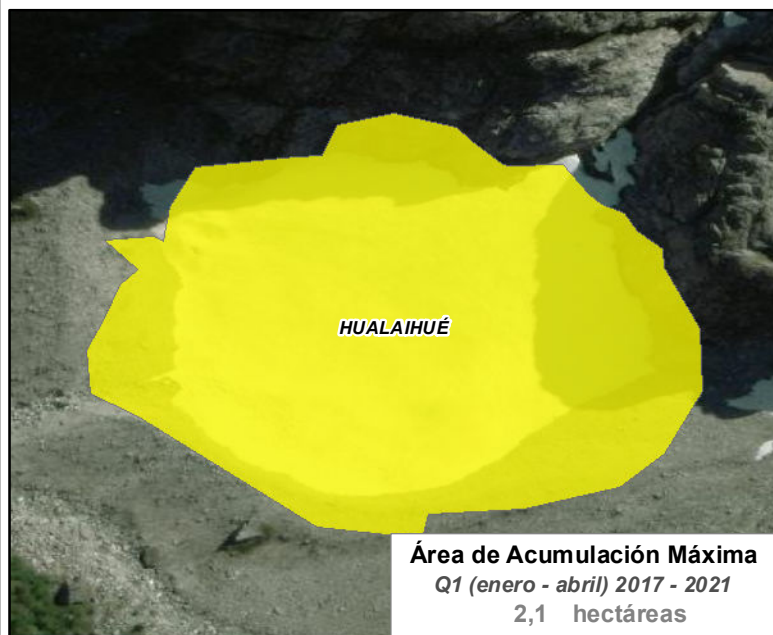 HUALAIHUÉ
Área de Acumulación Máxima
Q1 (enero - abril) 2017 - 2021
2,1 hectáreas